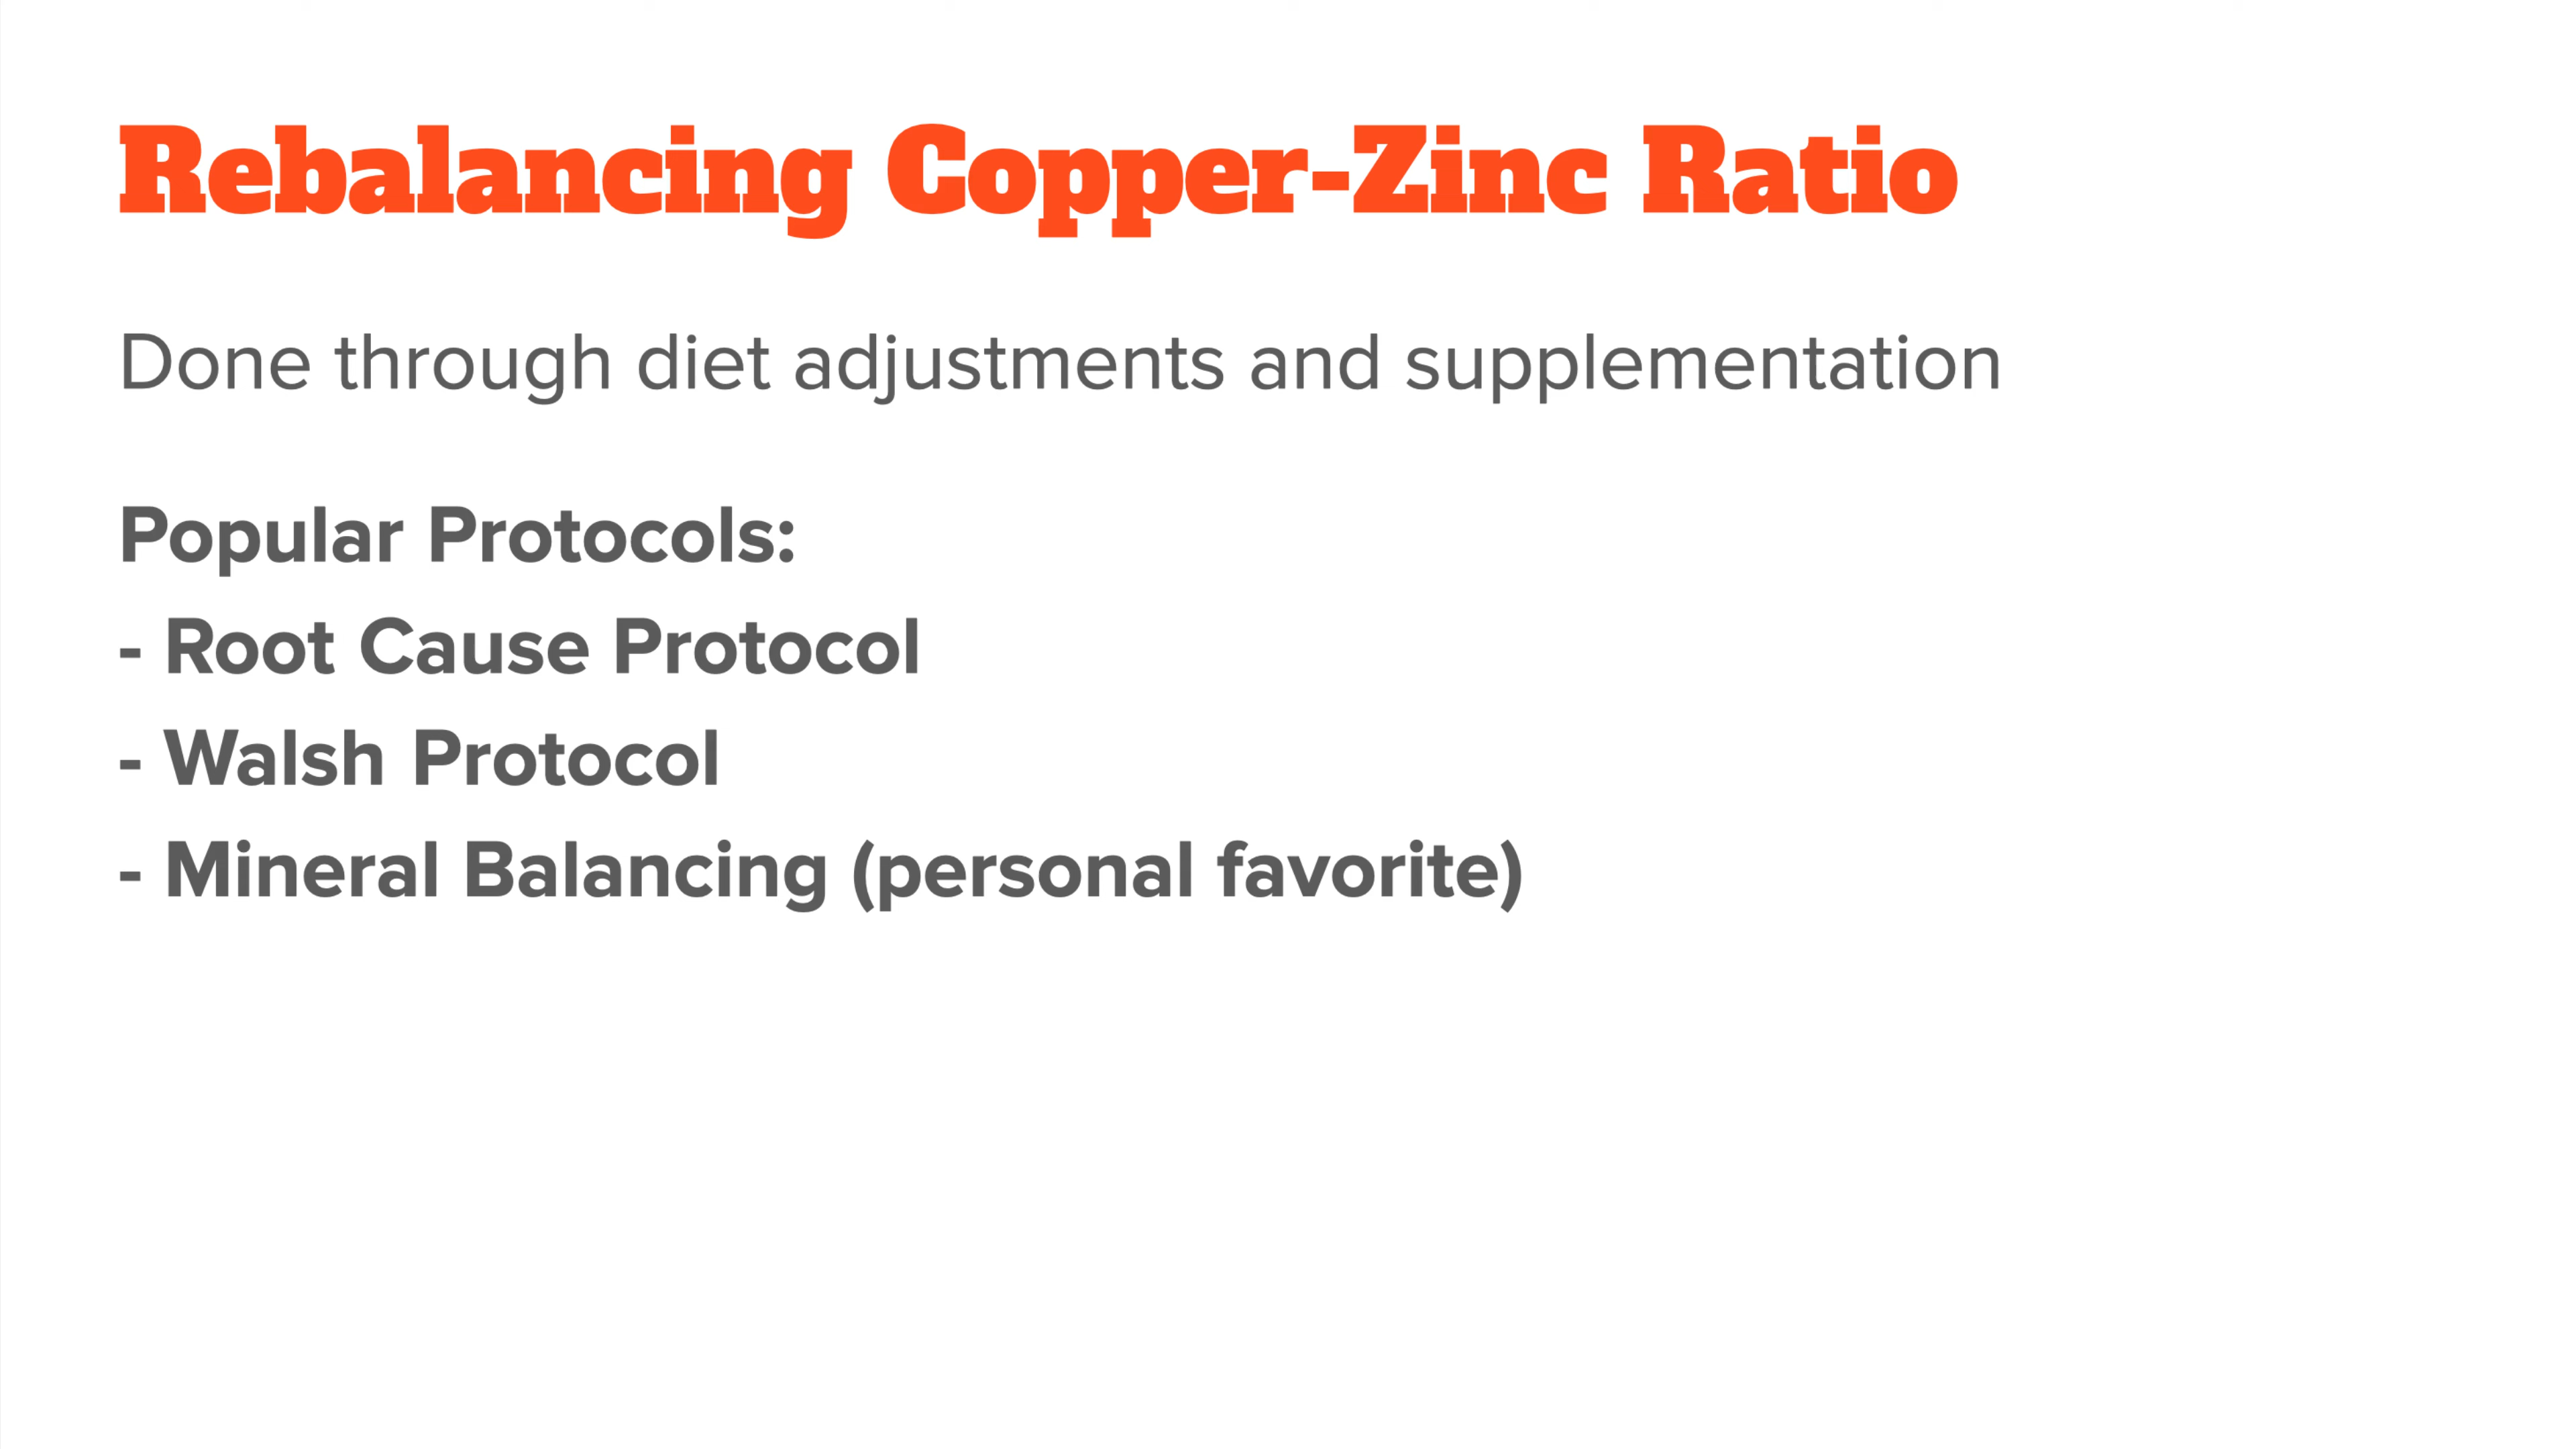 Rebalancing Copper-Zinc Ratio
Done through diet adjustments and supplementation
Popular Protocols:
- Root Cause Protocol
- Walsh Protocol
- Mineral Balancing (personal favorite)